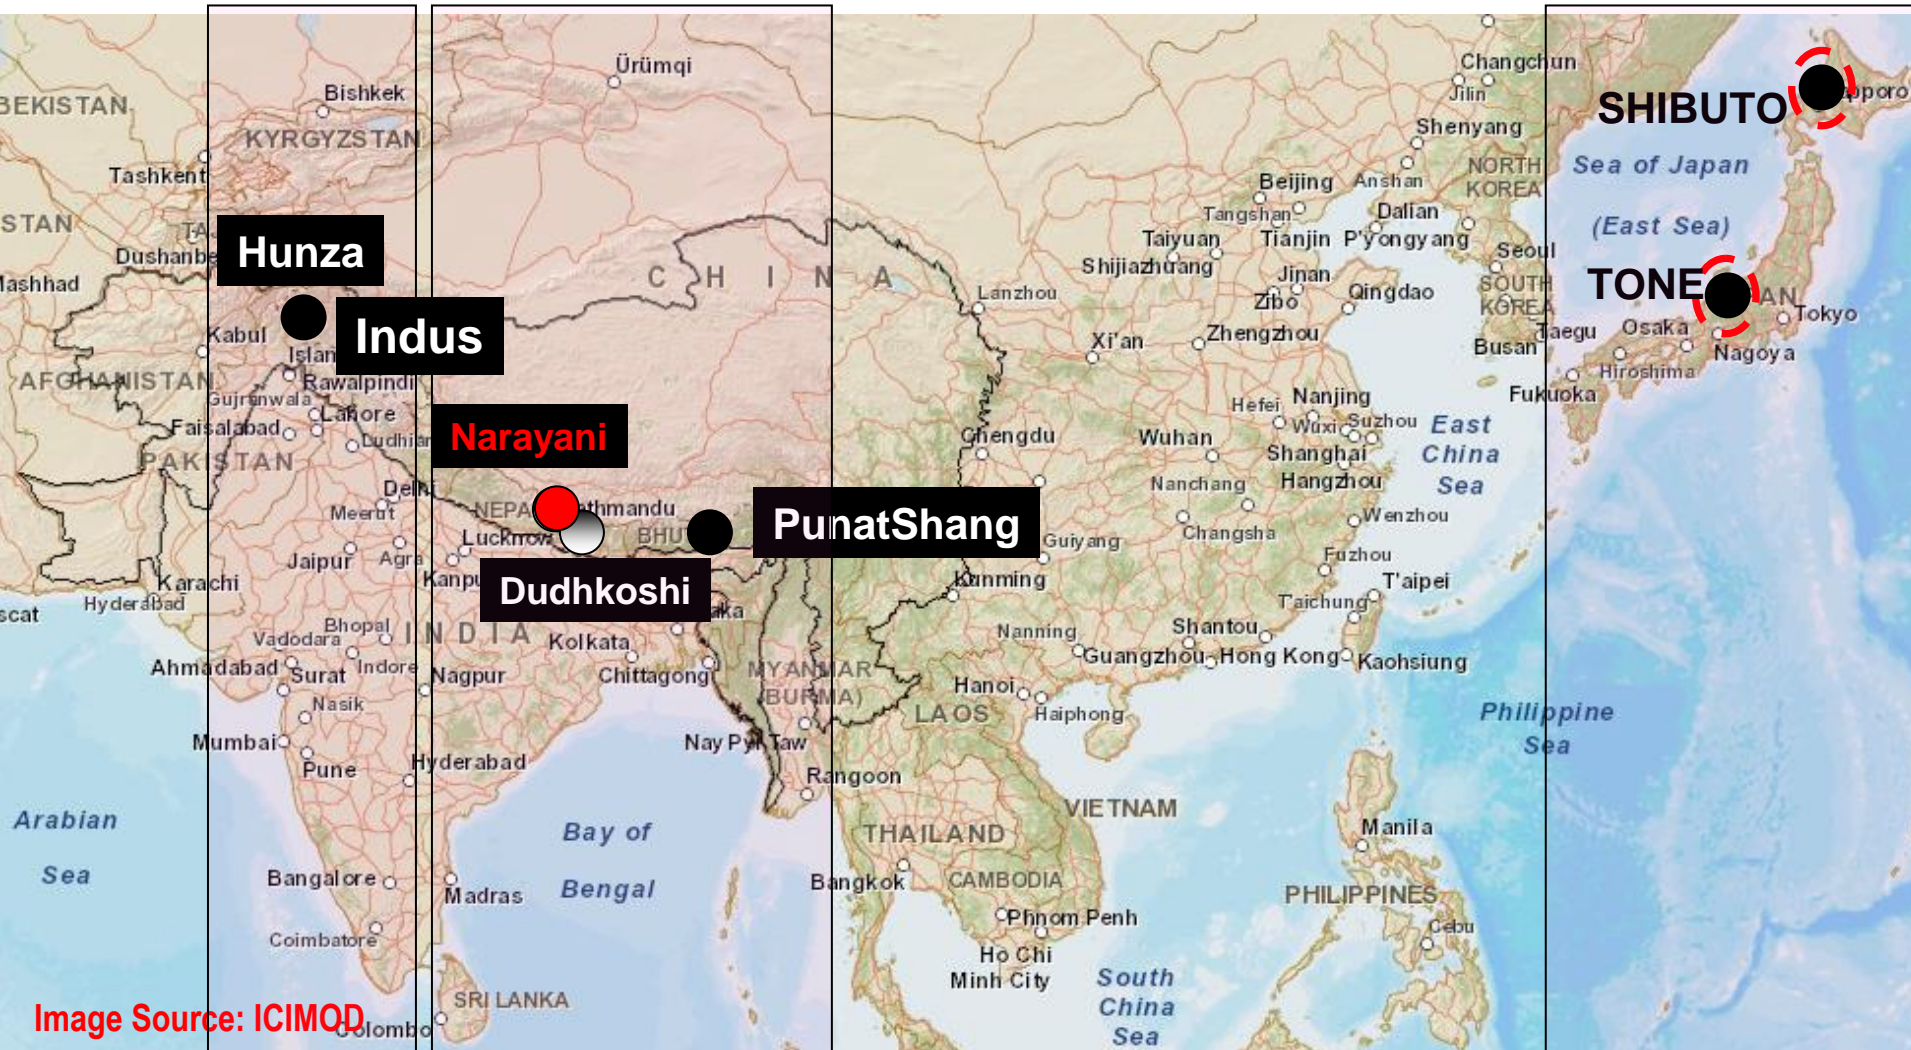 Ürümqi
Changchun
Jilin
Bishkek
BEKISTAN
KYRGYZSTAN
SHIBUTO
Shenyang
Tashkent
NORTH
KOREA
Sea of Japan
(East Sea)
Beijing
Anshan
Tangshan
Dalian
STAN
Hunza
Dushanbe
Taiyuan
Tianjin
P'yongyang
Seoul
Shijiazhuang
Jinan
Zibo
Qingdao
SOUTH
KOREA
TONE
CHINA
Lanzhou
Tokyo
Kabul
Indus
Xi'an
Zhengzhou
Busan
Taegu
Osaka
Nagoya
Hiroshima
AFGHANISTAN
Rawalpindi
Gujranwala
Lahore
Faisalabad
Fukuoka
Nanjing
Hefei
Wuxi
Suzhou
East
China
Sea
Narayani
Chengdu
Wuhan
Shanghai
Hangzhou
PAKISTAN
Delhi
Meerut
Nanchang
Lucknow
PunatShang
Changsha
Wenzhou
Guiyang
Jaipur
Agra
Fuzhou
Karachi
Hyderabad
Dudhkoshi
Kunming
T'aipei
T'aichung
scat
Vadodara
Bhopal
INDIA
Kolkata
Nanning
Shantou
Ahmadabad
Surat
Indore
Nagpur
Chittagong
MYANMAR
(BURMA)
Guangzhou
Hong Kong
Kaohsiung
Nasik
Hanoi
LAOS
Haiphong
Philippine
Sea
Mumbai
Pune
Hyderabad
Nay Pyi Taw
Rangoon
VIETNAM
Arabian
Sea
Bay of
Bengal
THAILAND
Manila
Bangalore
Madras
Bangkok
CAMBODIA
PHILIPPINES
Phnom Penh
Cebu
Coimbatore
Ho Chi
Minh City
South
China
Sea
SRI LANKA
Image Source: ICIMOD
Colombo